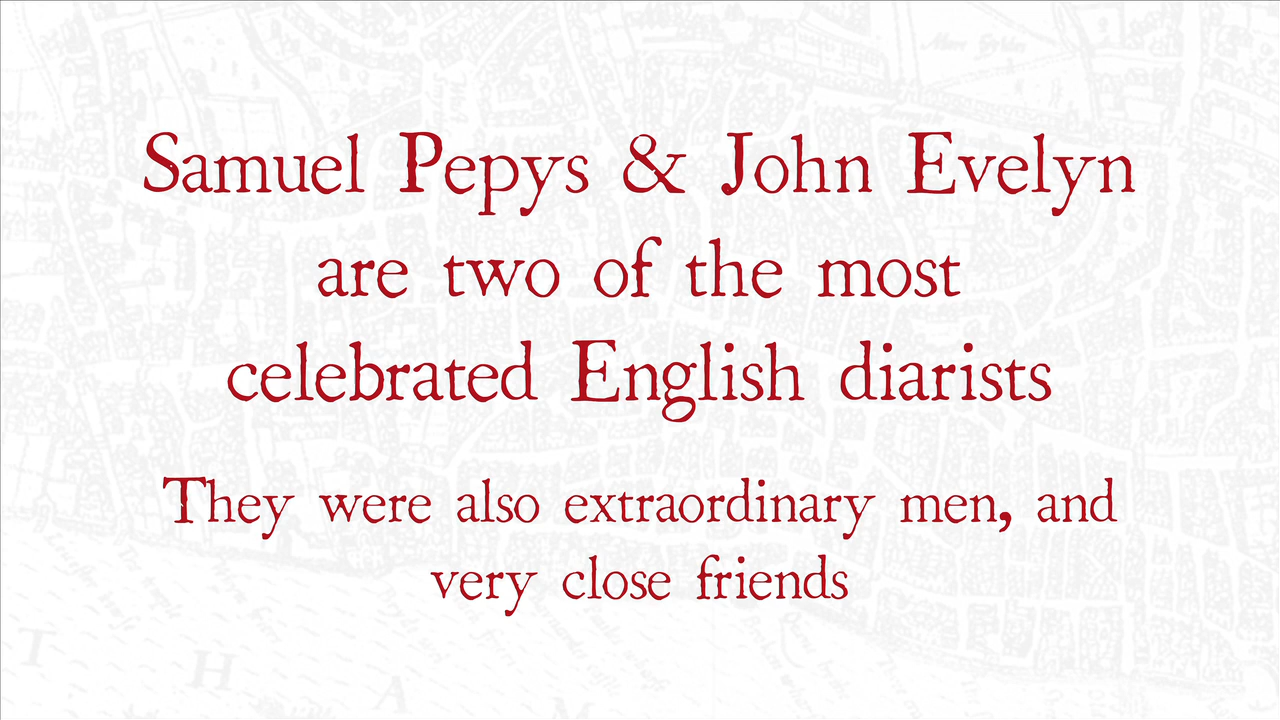 Samuel Pepys & John Evelyn
are two of the most
celebrated English diarists
They were also extraordinary men, and
very close friends
T H A M